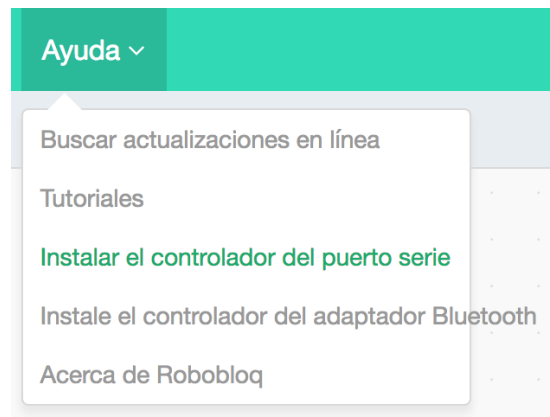 Ayuda
Buscar actualizaciones en línea
Tutoriales
Instalar el controlador del puerto serie
Instale el controlador del adaptador Bluetooth
Acerca de Robobloq